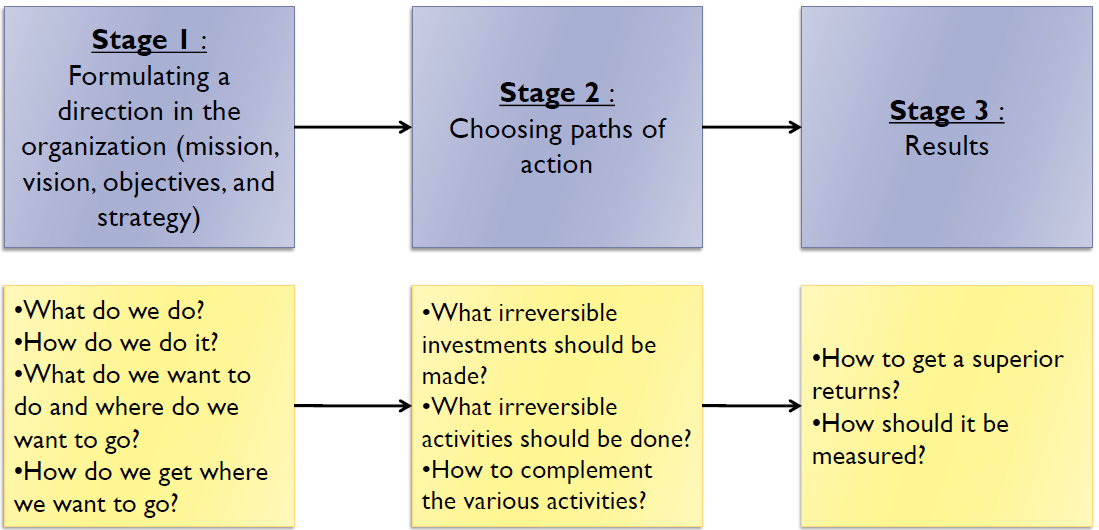 Stage 1 :
Formulating a
direction in the
organization (mission,
vision, objectives, and
strategy)
Stage 2 :
Choosing paths of
action
Stage 3 :
Results
•What do we do?
•How do we do it?
•What do we want to
do and where do we
want to go?
•How do we get where
we want to go?
•What irreversible
investments should be
made?
•What irreversible
activities should be done?
•How to complement
the various activities?
•How to get a superior
returns?
•How should it be
measured?